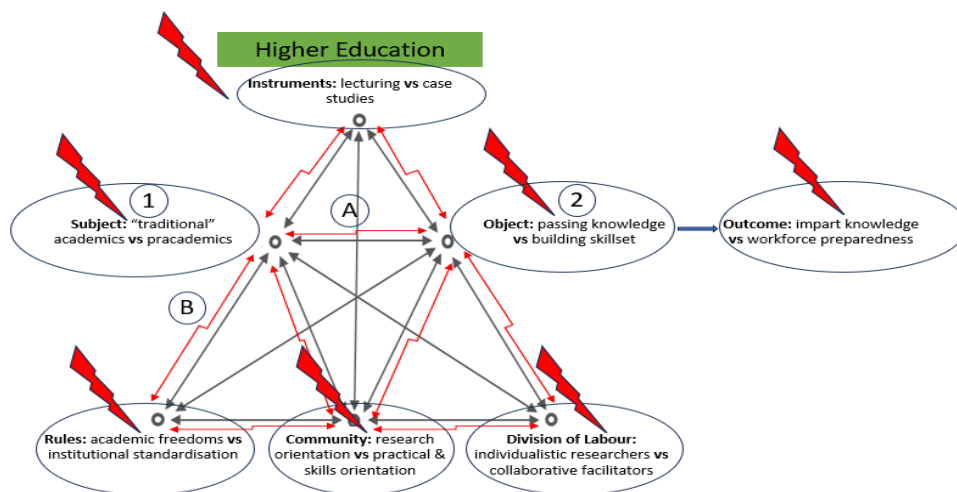 Higher Education
Instruments: lecturing vs case
studies
1
Subject: “traditional”
academics vs pracademics
A
2
Object: passing knowledge
vs building skillset
Outcome: impart knowledge
vs workforce preparedness
B
Rules: academic freedoms vs
institutional standardisation
Community: research
orientation vs practical &
skills orientation
Division of Labour:
individualistic researchers vs
collaborative facilitators